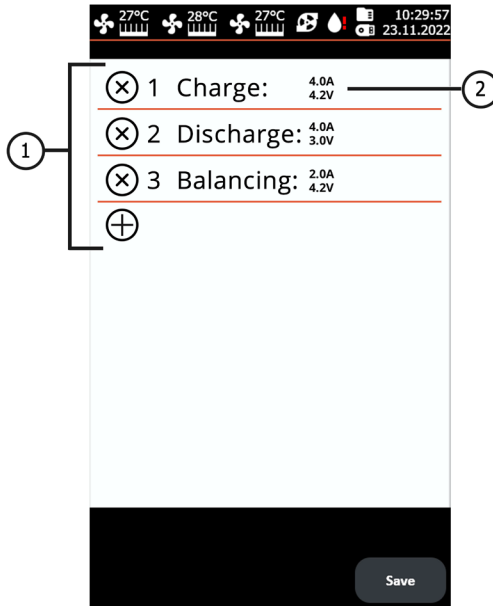 27°C 28°C 27°C 10:29:57
23.11.2022
1 Charge: 4.0A
4.2V
2 Discharge: 4.0A
3.0V
3 Balancing: 2.0A
4.2V
1
2
Save